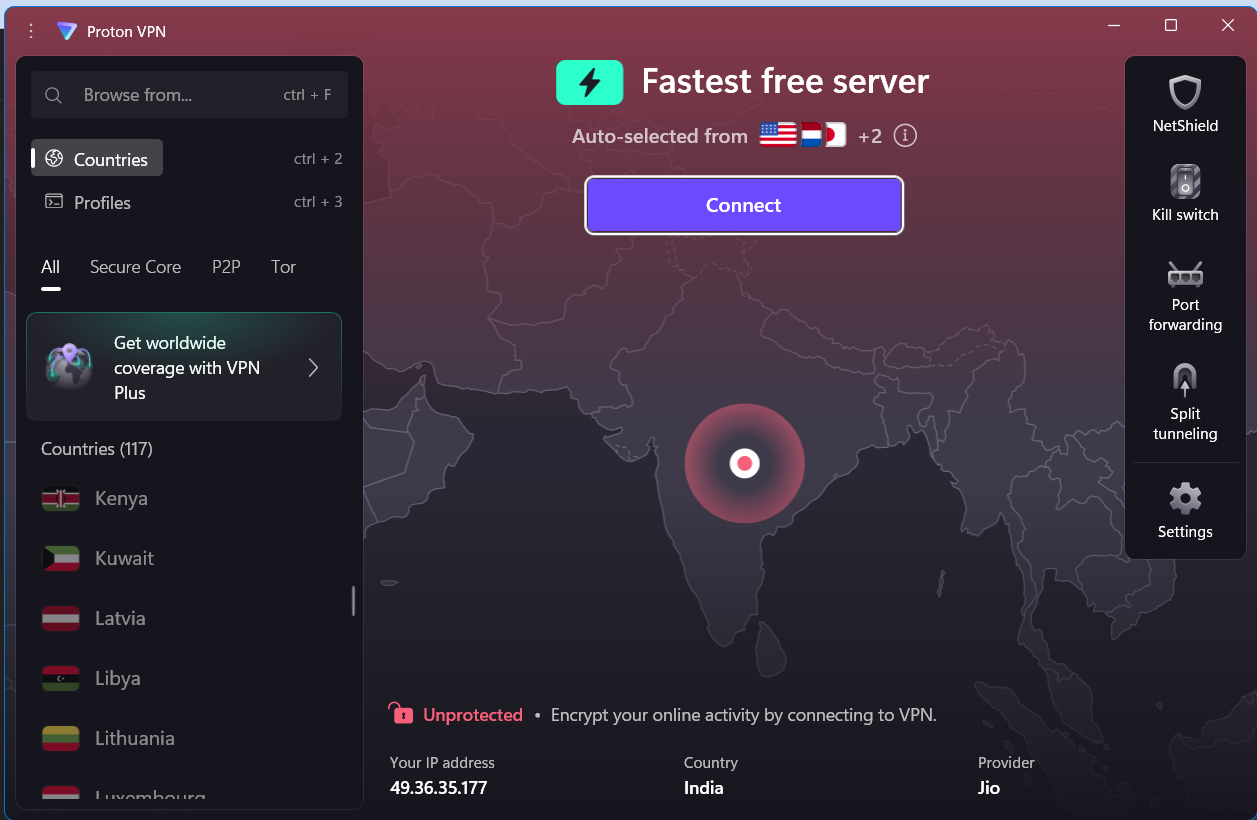 Proton VPN
Browse from...
ctrl + F
Countries
ctrl + 2
Profiles
ctrl + 3
All
Secure Core
P2P
Tor
Get worldwide
coverage with VPN
Plus
Countries (117)
Kenya
Kuwait
Latvia
Libya
Lithuania
Luxembourg
Fastest free server
Auto-selected from +2
Connect
Unprotected • Encrypt your online activity by connecting to VPN.
Your IP address
49.36.35.177
Country
India
Provider
Jio
NetShield
Kill switch
Port
forwarding
Split
tunneling
Settings